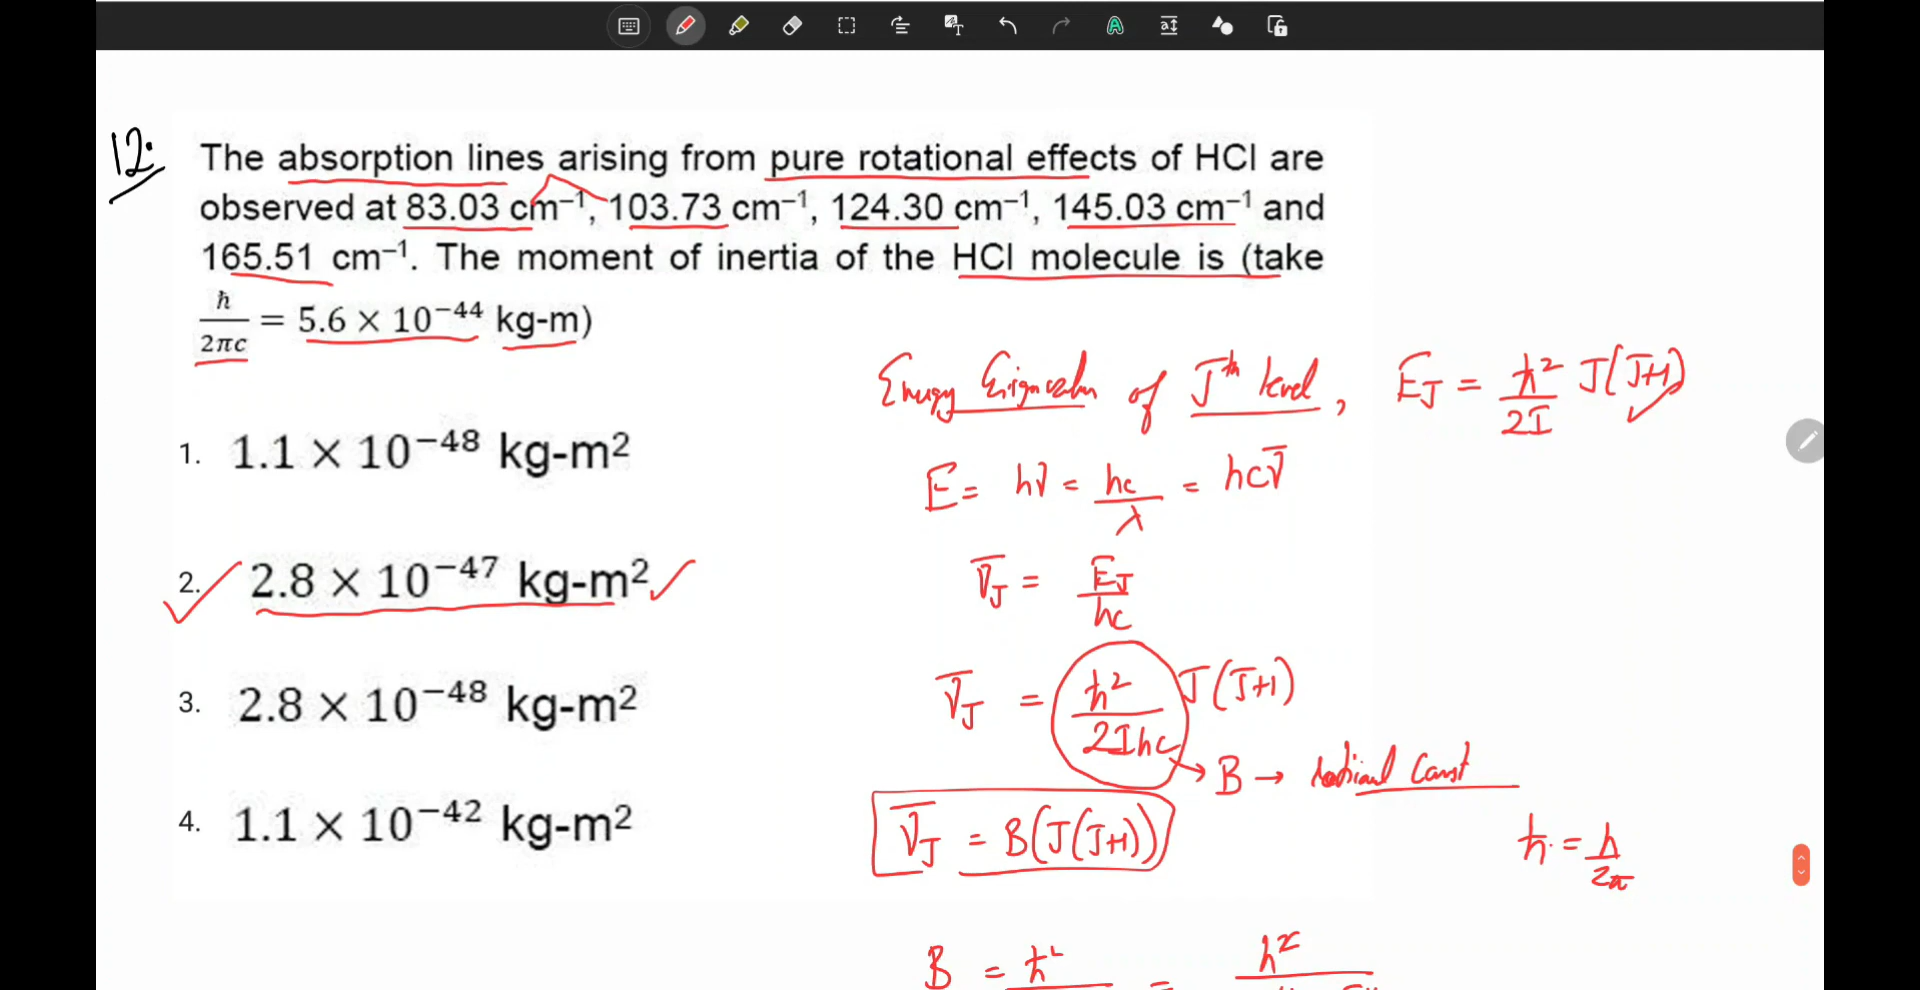 12.
The absorption lines arising from pure rotational effects of HCl are
observed at 83.03 cm⁻¹, 103.73 cm⁻¹, 124.30 cm⁻¹, 145.03 cm⁻¹ and
165.51 cm⁻¹. The moment of inertia of the HCl molecule is (take
ħ/2πc = 5.6 × 10⁻⁴⁴ kg-m)
1. 1.1 × 10⁻⁴⁸ kg-m²
2. 2.8 × 10⁻⁴⁷ kg-m²
3. 2.8 × 10⁻⁴⁸ kg-m²
4. 1.1 × 10⁻⁴² kg-m²
Energy of Jᵗʰ level, E_J = ħ²/2I J(J+1)
E = hν = hc/λ = hcν̅
ν̅_J = E_J/hc
ν̅_J = ħ²/2Ihc J(J+1)
→ B →
ν̅_J = B(J(J+1))
ħ = h/2π
B = ħ² = h²